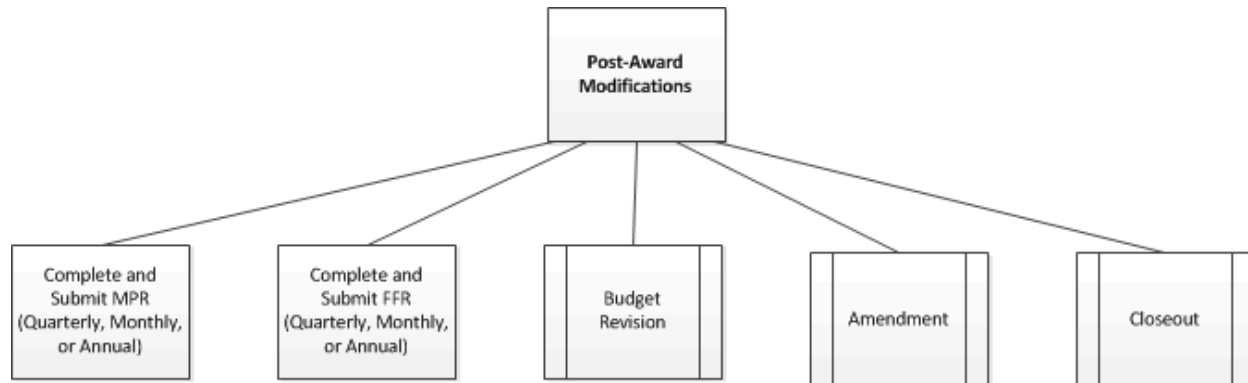 Post-Award
Modifications
Complete and
Submit MPR
(Quarterly, Monthly,
or Annual)
Complete and
Submit FFR
(Quarterly, Monthly,
or Annual)
Budget
Revision
Amendment
Closeout